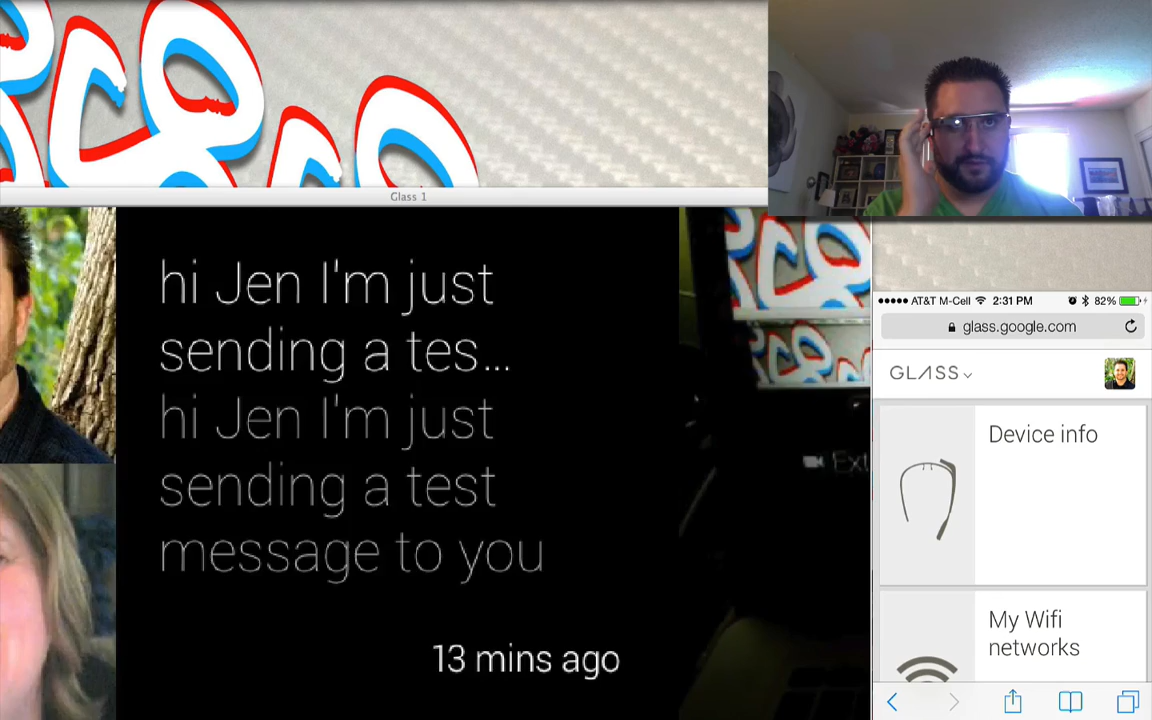 Glass 1
hi Jen I'm just
sending a tes...
hi Jen I'm just
sending a test
message to you
13 mins ago
Ext
AT&T M-Cell 2:31 PM 82%
glass.google.com
GLASS
Device info
My Wifi
networks